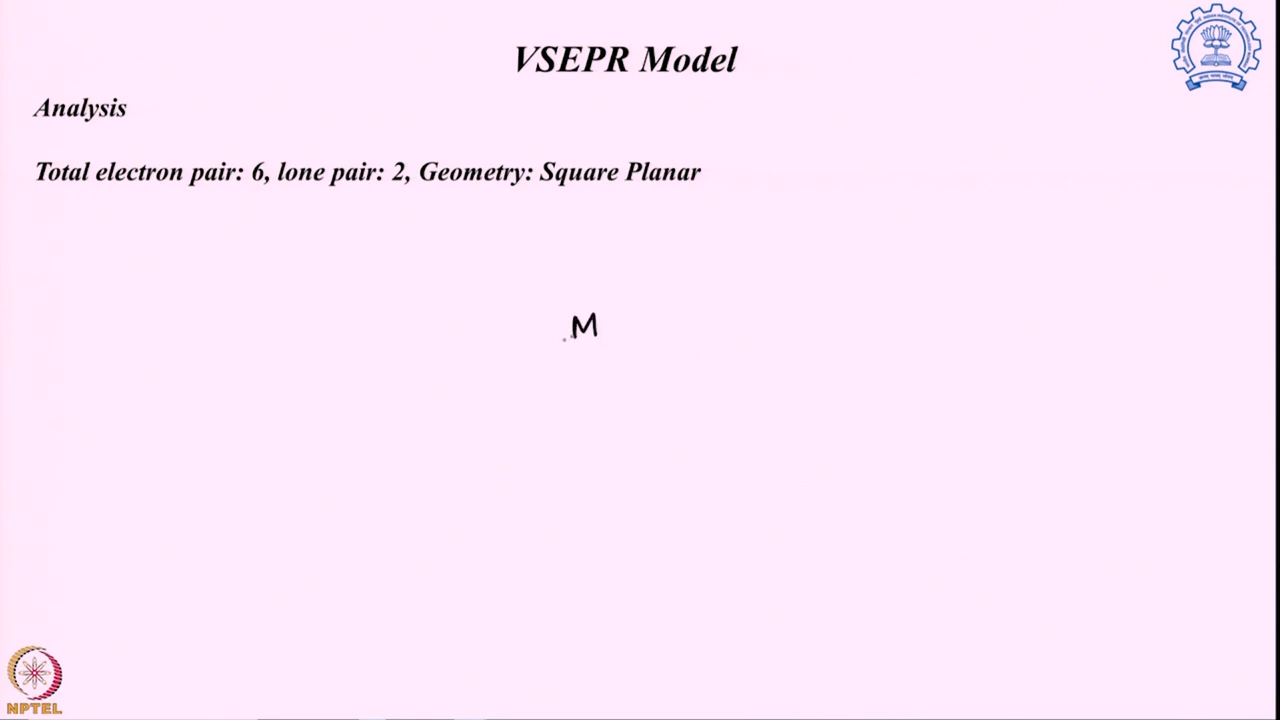 VSEPR Model
Analysis
Total electron pair: 6, lone pair: 2, Geometry: Square Planar
M
NPTEL